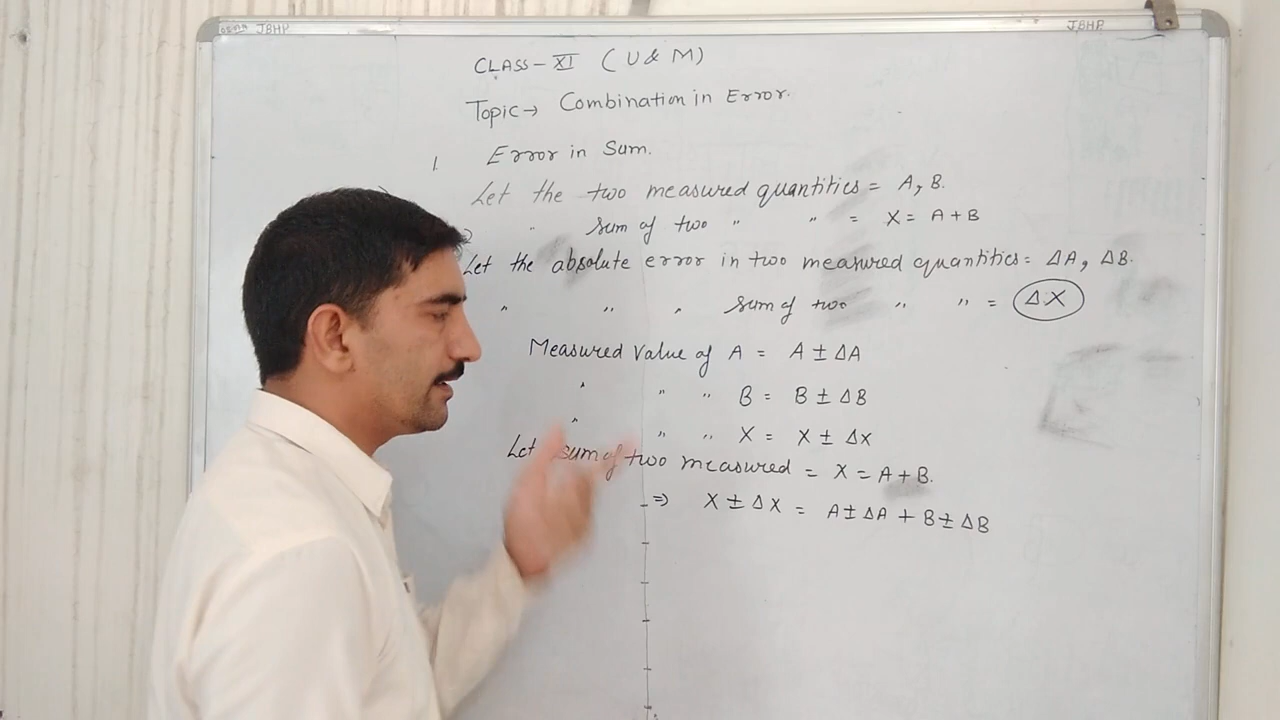 JBHP JBHP
CLASS - XI (U & M)
Topic → Combination in Error.
1. Error in Sum.
Let the two measured quantities = A, B.
" sum of two " " = X = A + B
Let the absolute error in two measured quantities = ΔA, ΔB.
" " " sum of two " " = ΔX
Measured Value of A = A ± ΔA
" " " B = B ± ΔB
" " " X = X ± Δx
Let sum of two measured = X = A + B.
⇒ X ± ΔX = A ± ΔA + B ± ΔB